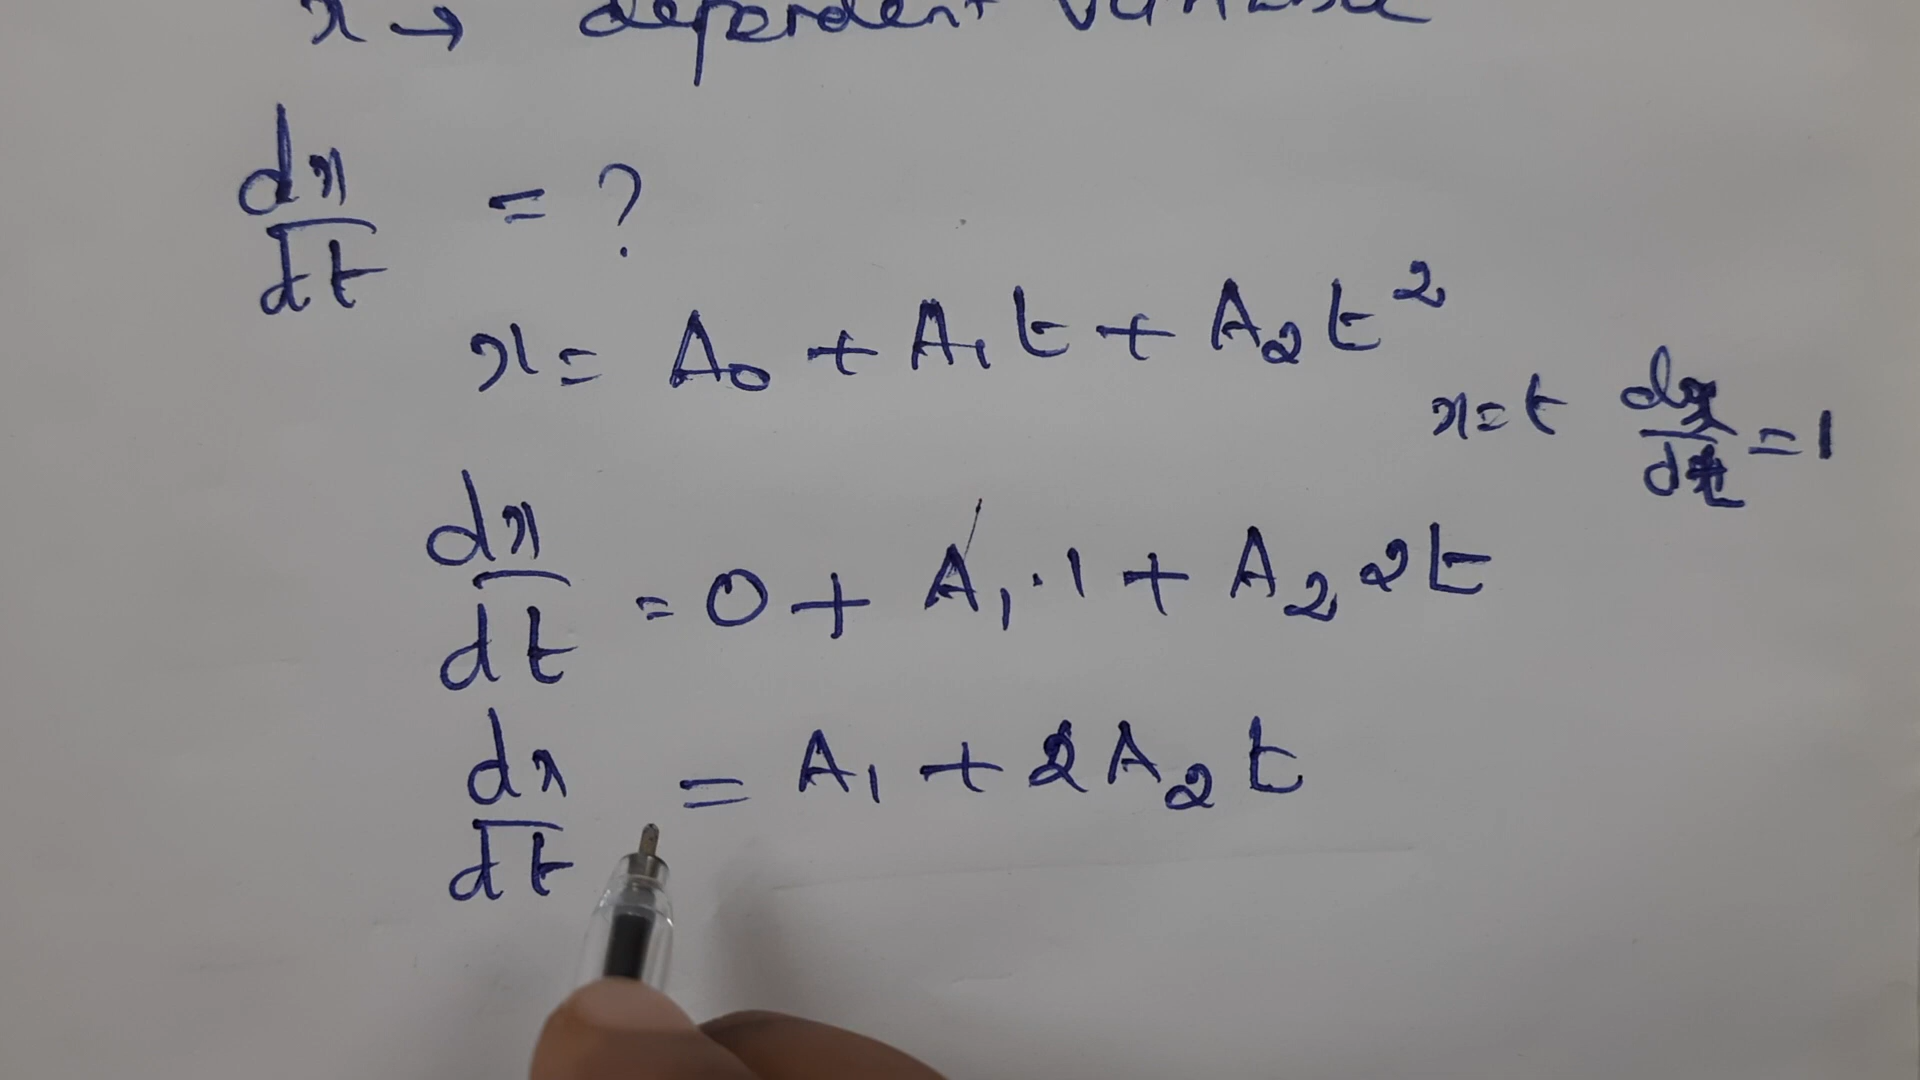 x → dependent variable
dx/dt = ?
x = A₀ + A₁t + A₂t²
x = t dx/dt = 1
dx/dt = 0 + A₁·1 + A₂2t
dx/dt = A₁ + 2A₂t